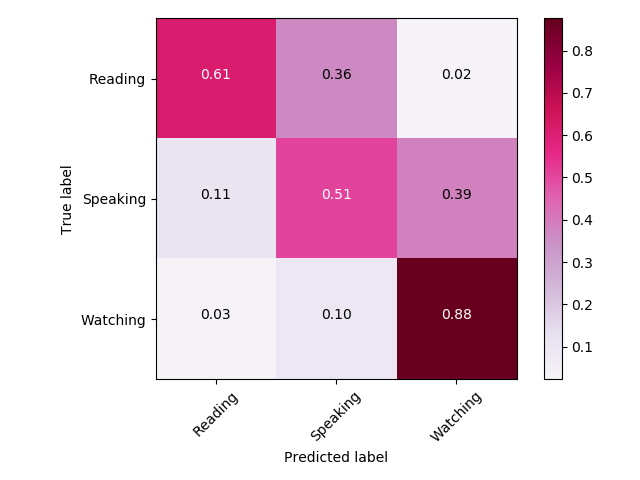 Reading 0.61 0.36 0.02
Speaking 0.11 0.51 0.39
Watching 0.03 0.10 0.88
Reading Speaking Watching
Predicted label
True label
0.8
0.7
0.6
0.5
0.4
0.3
0.2
0.1